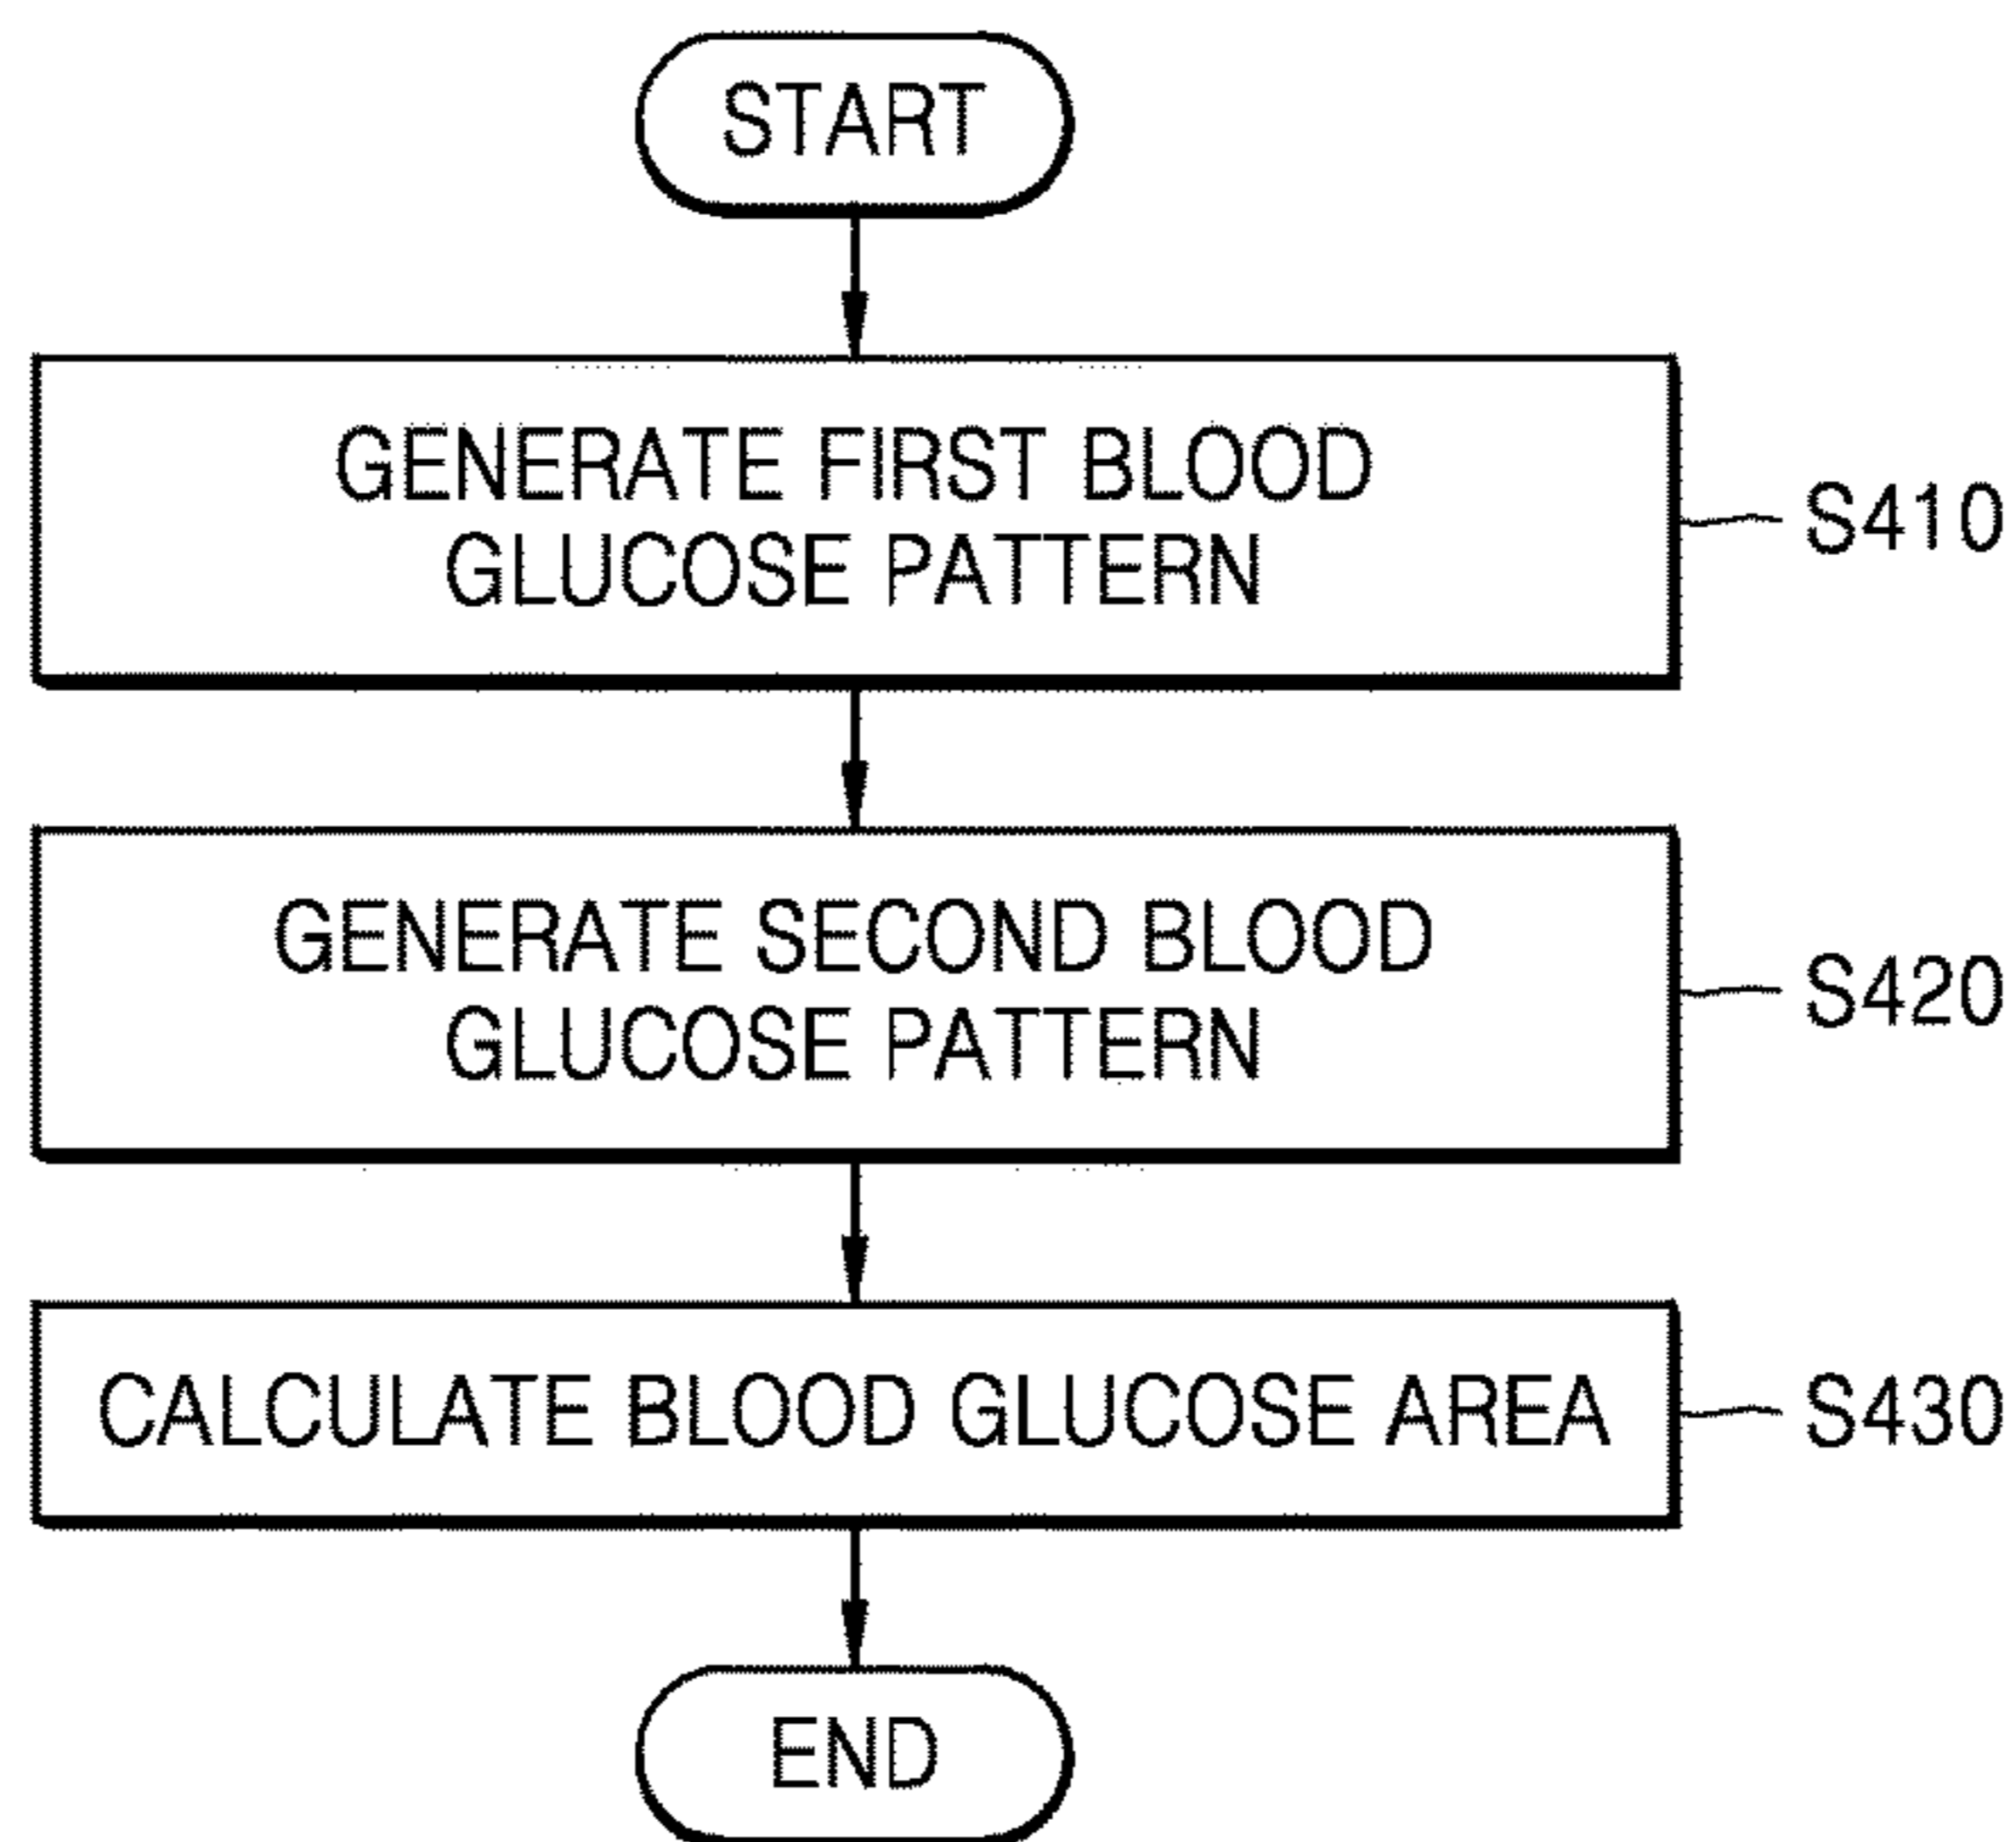 START
GENERATE FIRST BLOOD
GLUCOSE PATTERN
S410
GENERATE SECOND BLOOD
GLUCOSE PATTERN
S420
CALCULATE BLOOD GLUCOSE AREA
S430
END